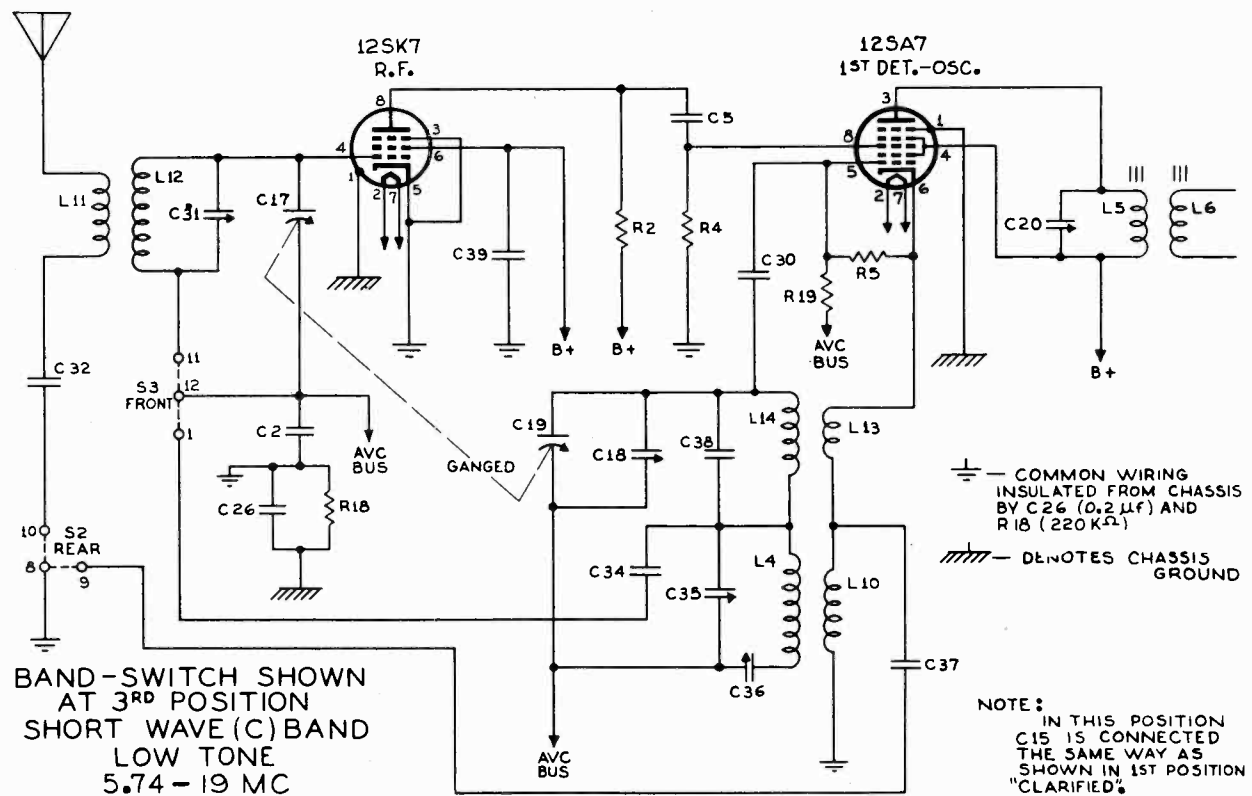 12SK7
R.F.
12SA7
1ST DET.-OSC.
8
3
6
4
1
2
7
5
C5
3
1
8
4
5
2
7
6
L11
L12
C31
C17
C39
R2
R4
C30
R19
R5
AVC
BUS
C20
L5
L6
B+
B+
B+
C32
11
S3
FRONT
12
1
C2
AVC
BUS
C26
R18
GANGED
C19
C18
C38
L14
L13
10
S2
REAR
8
9
C34
C35
L4
L10
C36
C37
AVC
BUS
— COMMON WIRING
INSULATED FROM CHASSIS
BY C26 (0.2 μf) AND
R18 (220 KΩ)
— DENOTES CHASSIS
GROUND
BAND-SWITCH SHOWN
AT 3RD POSITION
SHORT WAVE (C) BAND
LOW TONE
5.74 – 19 MC
NOTE:
IN THIS POSITION
C15 IS CONNECTED
THE SAME WAY AS
SHOWN IN 1ST POSITION
"CLARIFIED".